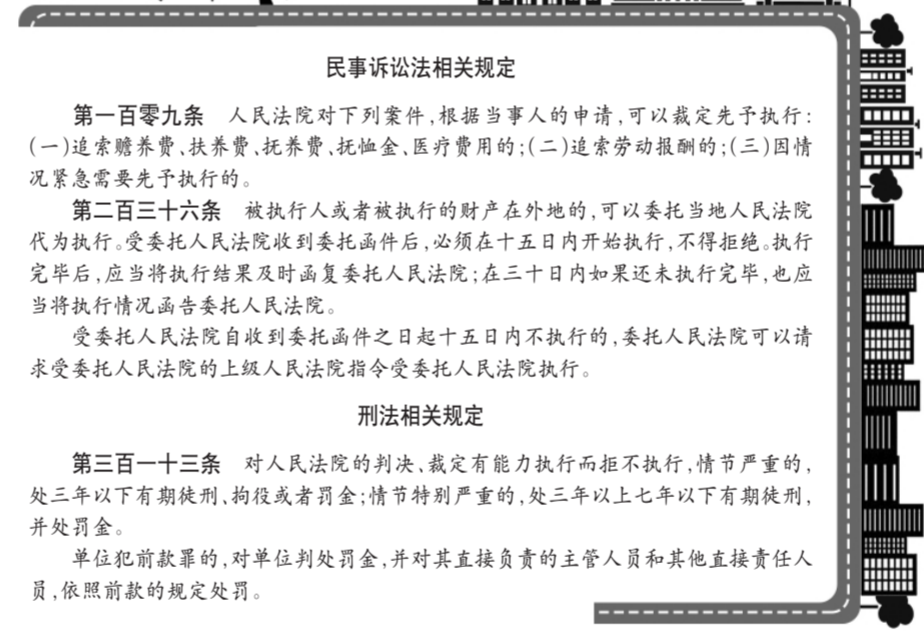 民事诉讼法相关规定
第一百零九条 人民法院对下列案件,根据当事人的申请,可以裁定先予执行:
(一)追索赡养费、扶养费、抚养费、抚恤金、医疗费用的;(二)追索劳动报酬的;(三)因情
况紧急需要先予执行的。
第二百三十六条 被执行人或者被执行的财产在外地的,可以委托当地人民法院
代为执行。受委托人民法院收到委托函件后,必须在十五日内开始执行,不得拒绝。执行
完毕后,应当将执行结果及时函复委托人民法院;在三十日内如果还未执行完毕,也应
当将执行情况函告委托人民法院。
受委托人民法院自收到委托函件之日起十五日内不执行的,委托人民法院可以请
求受委托人民法院的上级人民法院指令受委托人民法院执行。
刑法相关规定
第三百一十三条 对人民法院的判决、裁定有能力执行而拒不执行,情节严重的,
处三年以下有期徒刑、拘役或者罚金;情节特别严重的,处三年以上七年以下有期徒刑,
并处罚金。
单位犯前款罪的,对单位判处罚金,并对其直接负责的主管人员和其他直接责任人
员,依照前款的规定处罚。